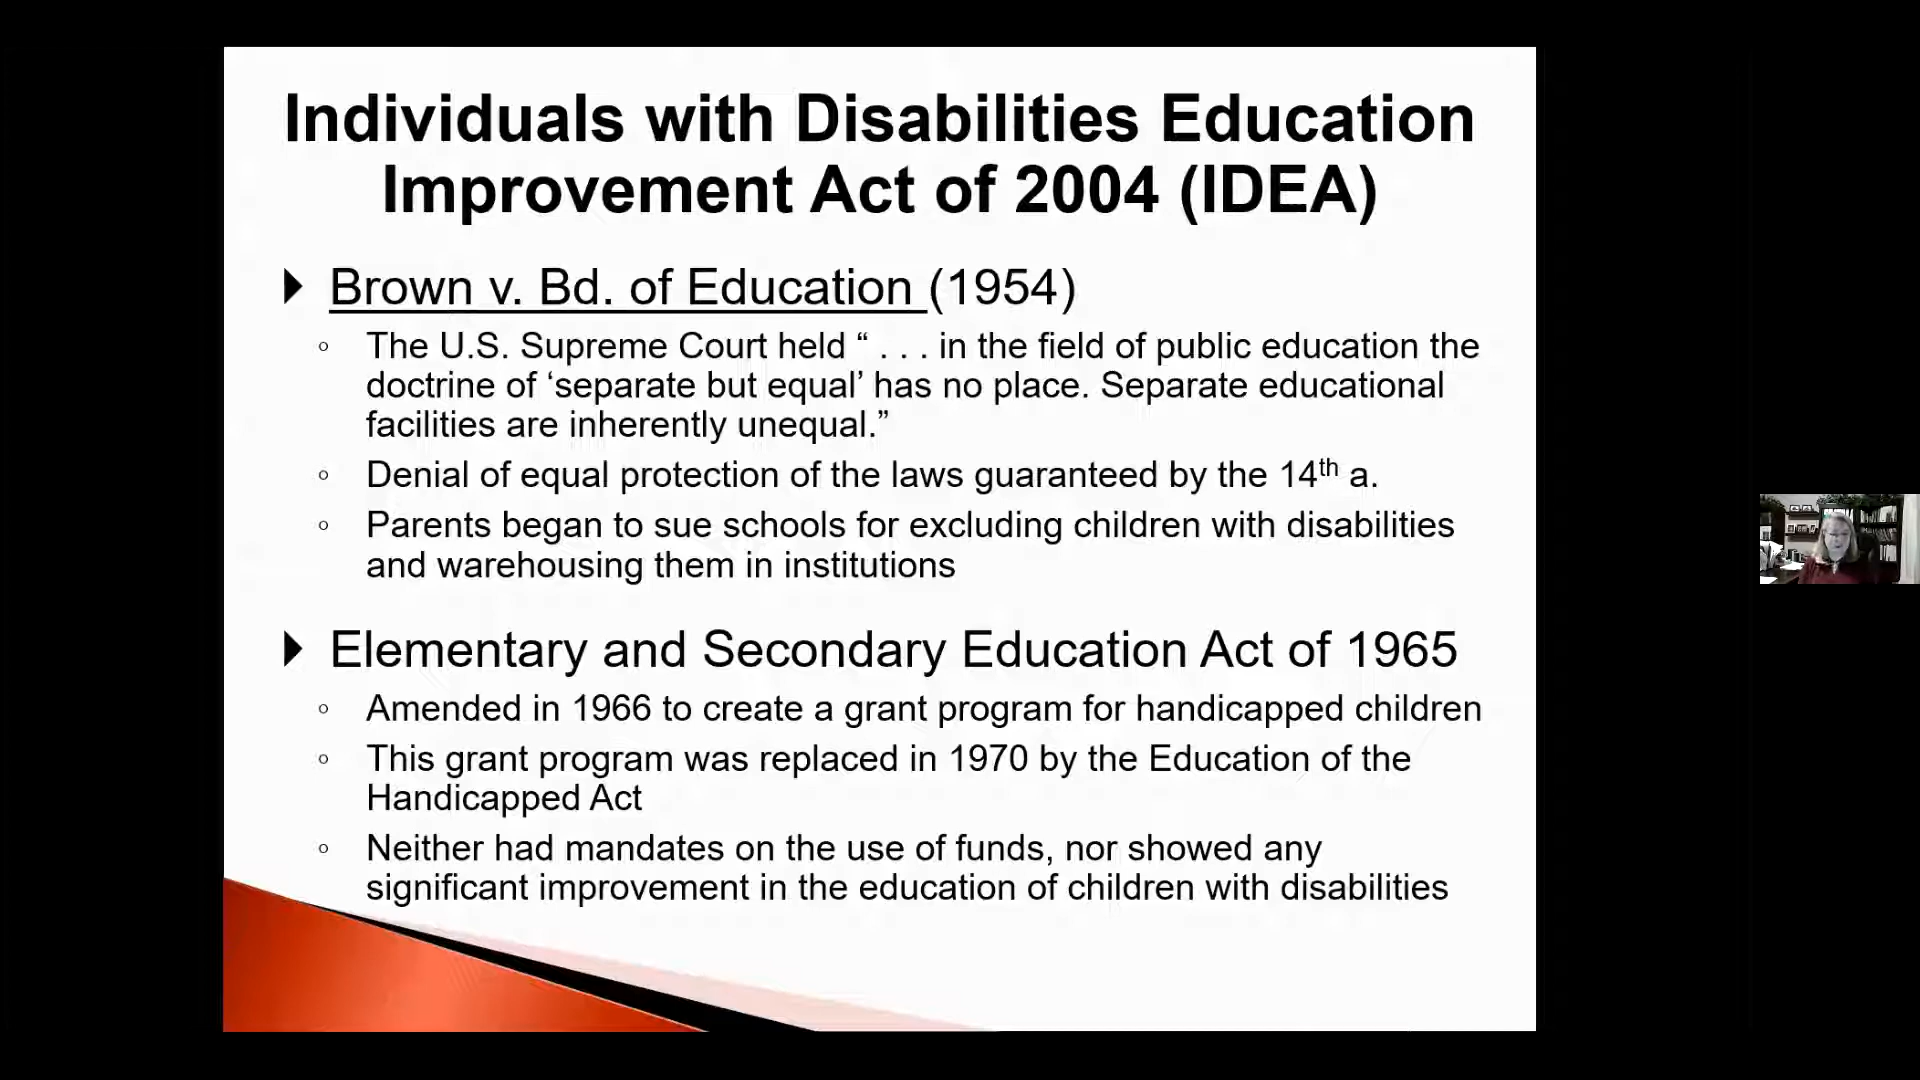 Individuals with Disabilities Education
Improvement Act of 2004 (IDEA)
Brown v. Bd. of Education (1954)
The U.S. Supreme Court held “ . . . in the field of public education the
doctrine of ‘separate but equal’ has no place. Separate educational
facilities are inherently unequal.”
Denial of equal protection of the laws guaranteed by the 14th a.
Parents began to sue schools for excluding children with disabilities
and warehousing them in institutions
Elementary and Secondary Education Act of 1965
Amended in 1966 to create a grant program for handicapped children
This grant program was replaced in 1970 by the Education of the
Handicapped Act
Neither had mandates on the use of funds, nor showed any
significant improvement in the education of children with disabilities